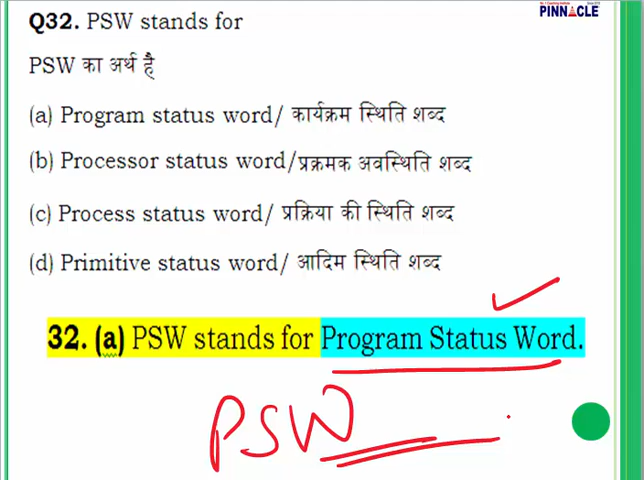 Q32. PSW stands for
PINNACLE
PSW का अर्थ है
(a) Program status word/ कार्यक्रम स्थिति शब्द
(b) Processor status word/प्रक्रमक अवस्थिति शब्द
(c) Process status word/ प्रक्रिया की स्थिति शब्द
(d) Primitive status word/ आदिम स्थिति शब्द
32. (a) PSW stands for Program Status Word.
PSW